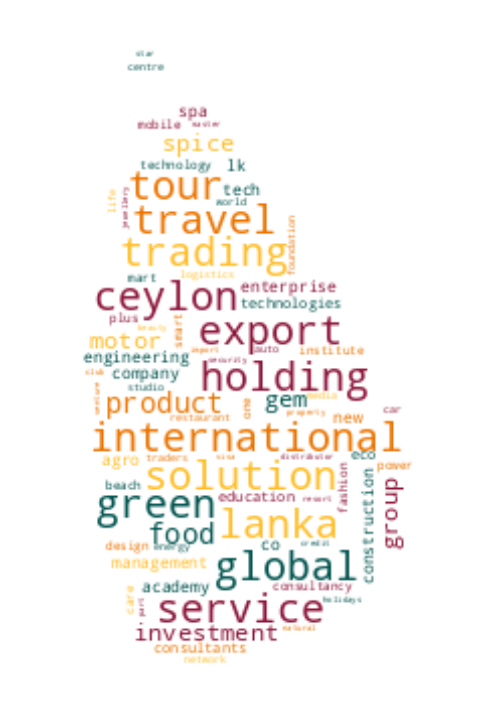 star
centre
spa
mobile master
spice
technology lk
tour tech
life jewellery world
travel
foundation
trading
mart logistics
ceylon enterprise
technologies
plus beauty smart export
motor
engineering import auto institute
security
club company holding
studio
venture product gem media
one car
restaurant property new
international
agro traders visa distributor eco
power
solution
beach
green education resort fashion
construction
group
food lanka
design energy co credit
management global
care academy consultancy
part service holidays
investment natural
consultants
network